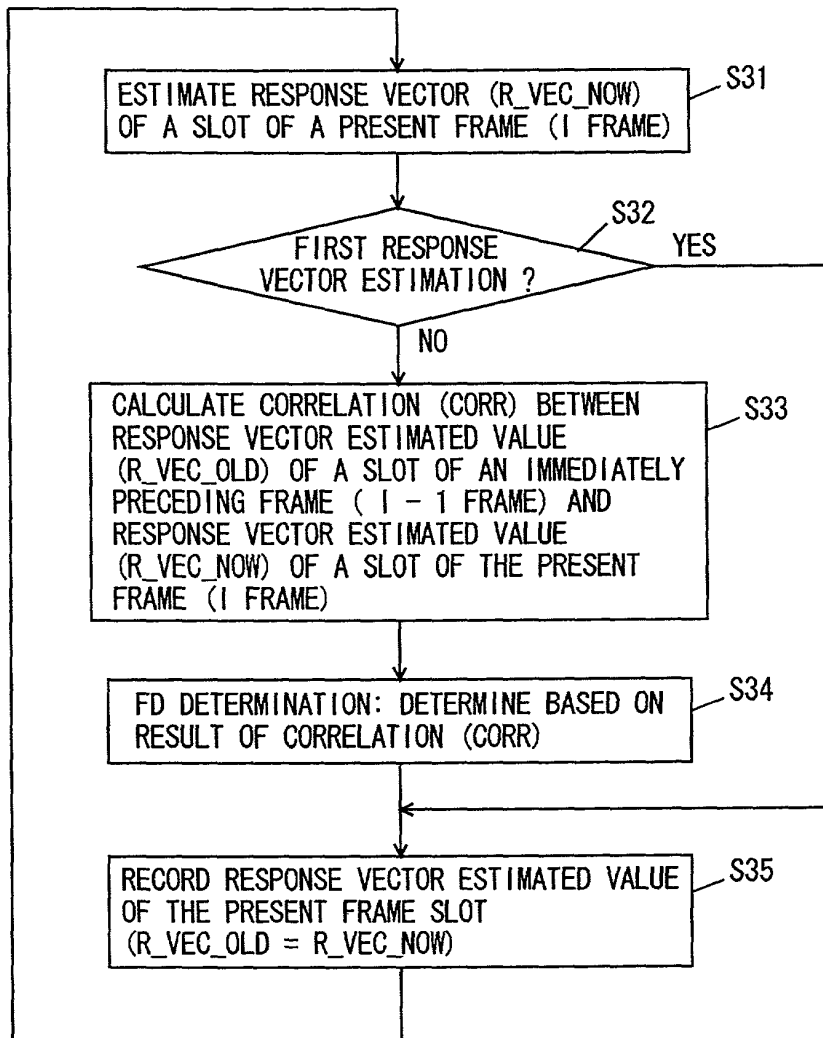 ESTIMATE RESPONSE VECTOR (R_VEC_NOW)
OF A SLOT OF A PRESENT FRAME (I FRAME)
S31
S32
FIRST RESPONSE
VECTOR ESTIMATION ?
YES
NO
CALCULATE CORRELATION (CORR) BETWEEN
RESPONSE VECTOR ESTIMATED VALUE
(R_VEC_OLD) OF A SLOT OF AN IMMEDIATELY
PRECEDING FRAME ( I - 1 FRAME) AND
RESPONSE VECTOR ESTIMATED VALUE
(R_VEC_NOW) OF A SLOT OF THE PRESENT
FRAME (I FRAME)
S33
FD DETERMINATION: DETERMINE BASED ON
RESULT OF CORRELATION (CORR)
S34
RECORD RESPONSE VECTOR ESTIMATED VALUE
OF THE PRESENT FRAME SLOT
(R_VEC_OLD = R_VEC_NOW)
S35